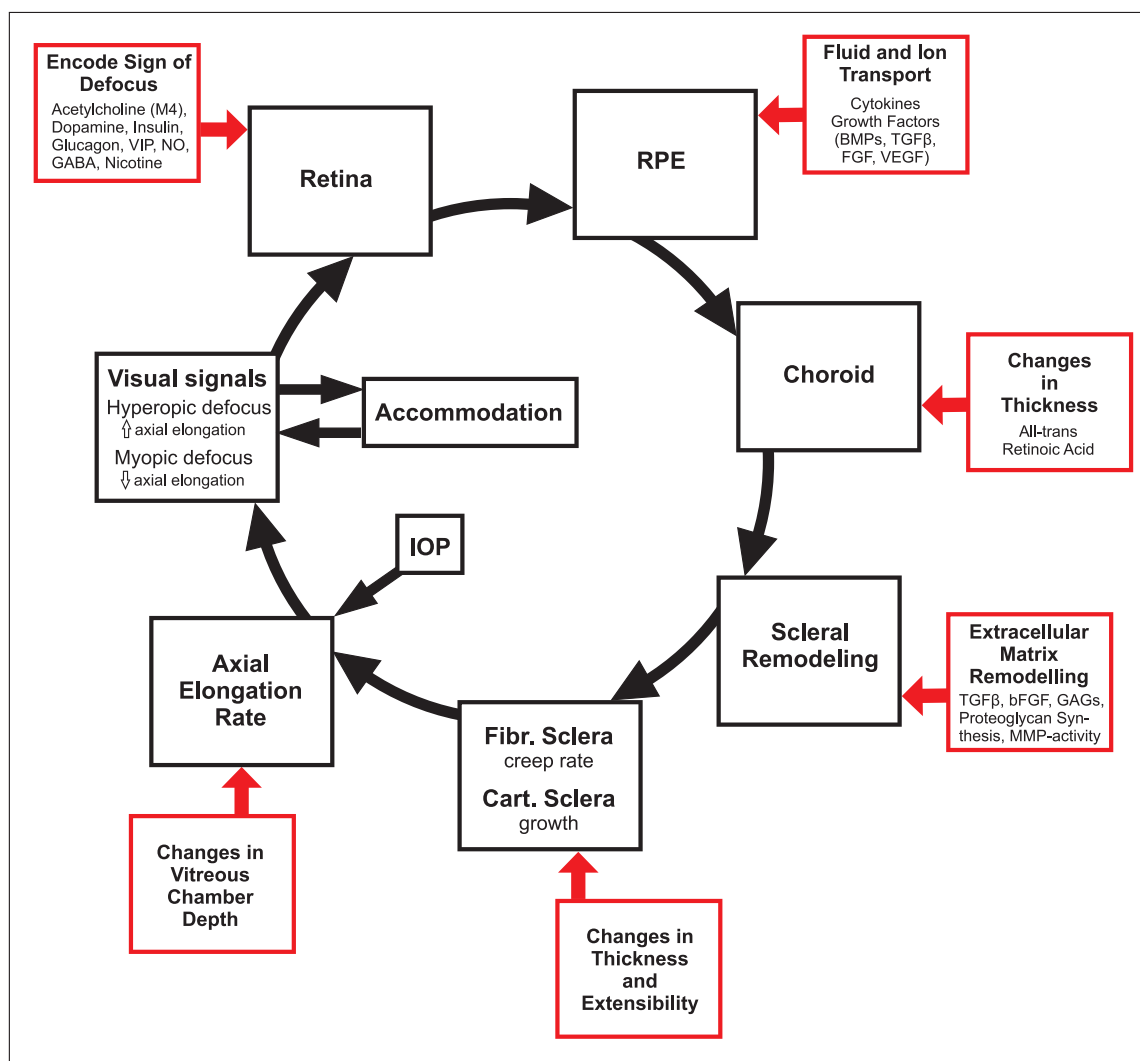 Encode Sign of
Defocus
Acetylcholine (M4),
Dopamine, Insulin,
Glucagon, VIP, NO,
GABA, Nicotine
Retina
RPE
Fluid and Ion
Transport
Cytokines
Growth Factors
(BMPs, TGFβ,
FGF, VEGF)
Visual signals
Hyperopic defocus
⇧ axial elongation
Myopic defocus
⇩ axial elongation
Accommodation
Choroid
Changes
in
Thickness
All-trans
Retinoic Acid
IOP
Axial
Elongation
Rate
Scleral
Remodeling
Extracellular
Matrix
Remodelling
TGFβ, bFGF, GAGs,
Proteoglycan Syn-
thesis, MMP-activity
Fibr. Sclera
creep rate
Cart. Sclera
growth
Changes in
Vitreous
Chamber
Depth
Changes in
Thickness
and
Extensibility